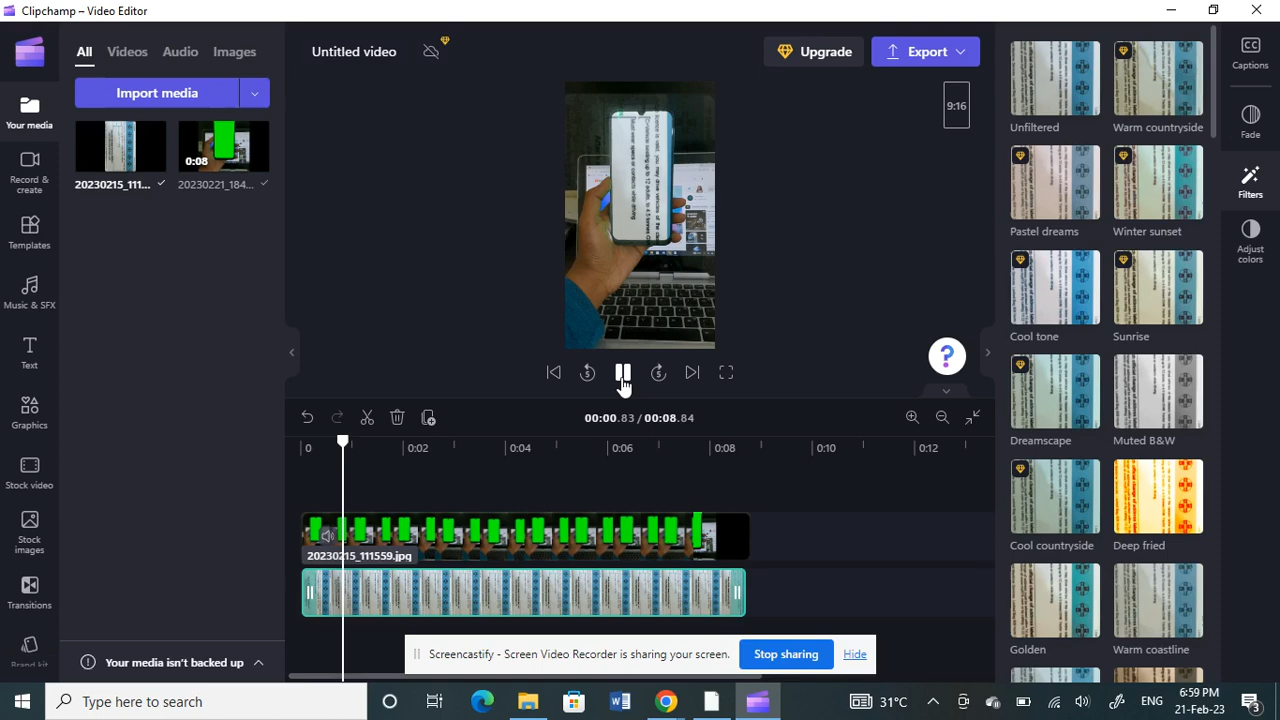 Clipchamp – Video Editor
All Videos Audio Images
Untitled video
Upgrade
Export
Import media
Your media
Record & create
Templates
Music & SFX
Text
Graphics
Stock video
Stock images
Transitions
Brand kit
0:08
20230215_111...
20230221_184...
Your media isn't backed up
9:16
?
00:00.83 / 00:08.84
0 0:02 0:04 0:06 0:08 0:10 0:12
20230215_111559.jpg
Screencastify - Screen Video Recorder is sharing your screen.
Stop sharing
Hide
Unfiltered
Warm countryside
Pastel dreams
Winter sunset
Cool tone
Sunrise
Dreamscape
Muted B&W
Cool countryside
Deep fried
Golden
Warm coastline
Captions
Fade
Filters
Adjust colors
Type here to search
31°C
ENG
6:59 PM
21-Feb-23
3